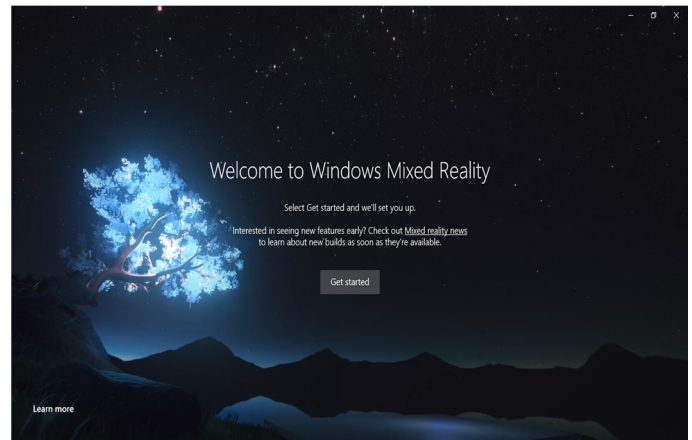 Welcome to Windows Mixed Reality
Select Get started and we'll set you up.
Interested in seeing new features early? Check out Mixed reality news
to learn about new builds as soon as they're available.
Get started
Learn more